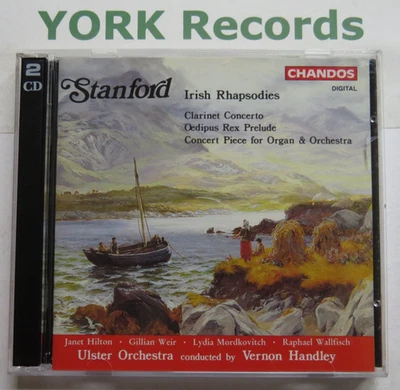 YORK Records
2
CD
Stanford
Irish Rhapsodies
CHANDOS
DIGITAL
Clarinet Concerto
Oedipus Rex Prelude
Concert Piece for Organ & Orchestra
Janet Hilton · Gillian Weir · Lydia Mordkovitch · Raphael Wallfisch
Ulster Orchestra conducted by Vernon Handley